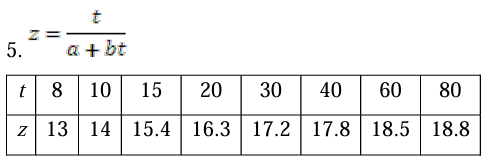 5. z = t / (a + bt)
t 8 10 15 20 30 40 60 80
z 13 14 15.4 16.3 17.2 17.8 18.5 18.8